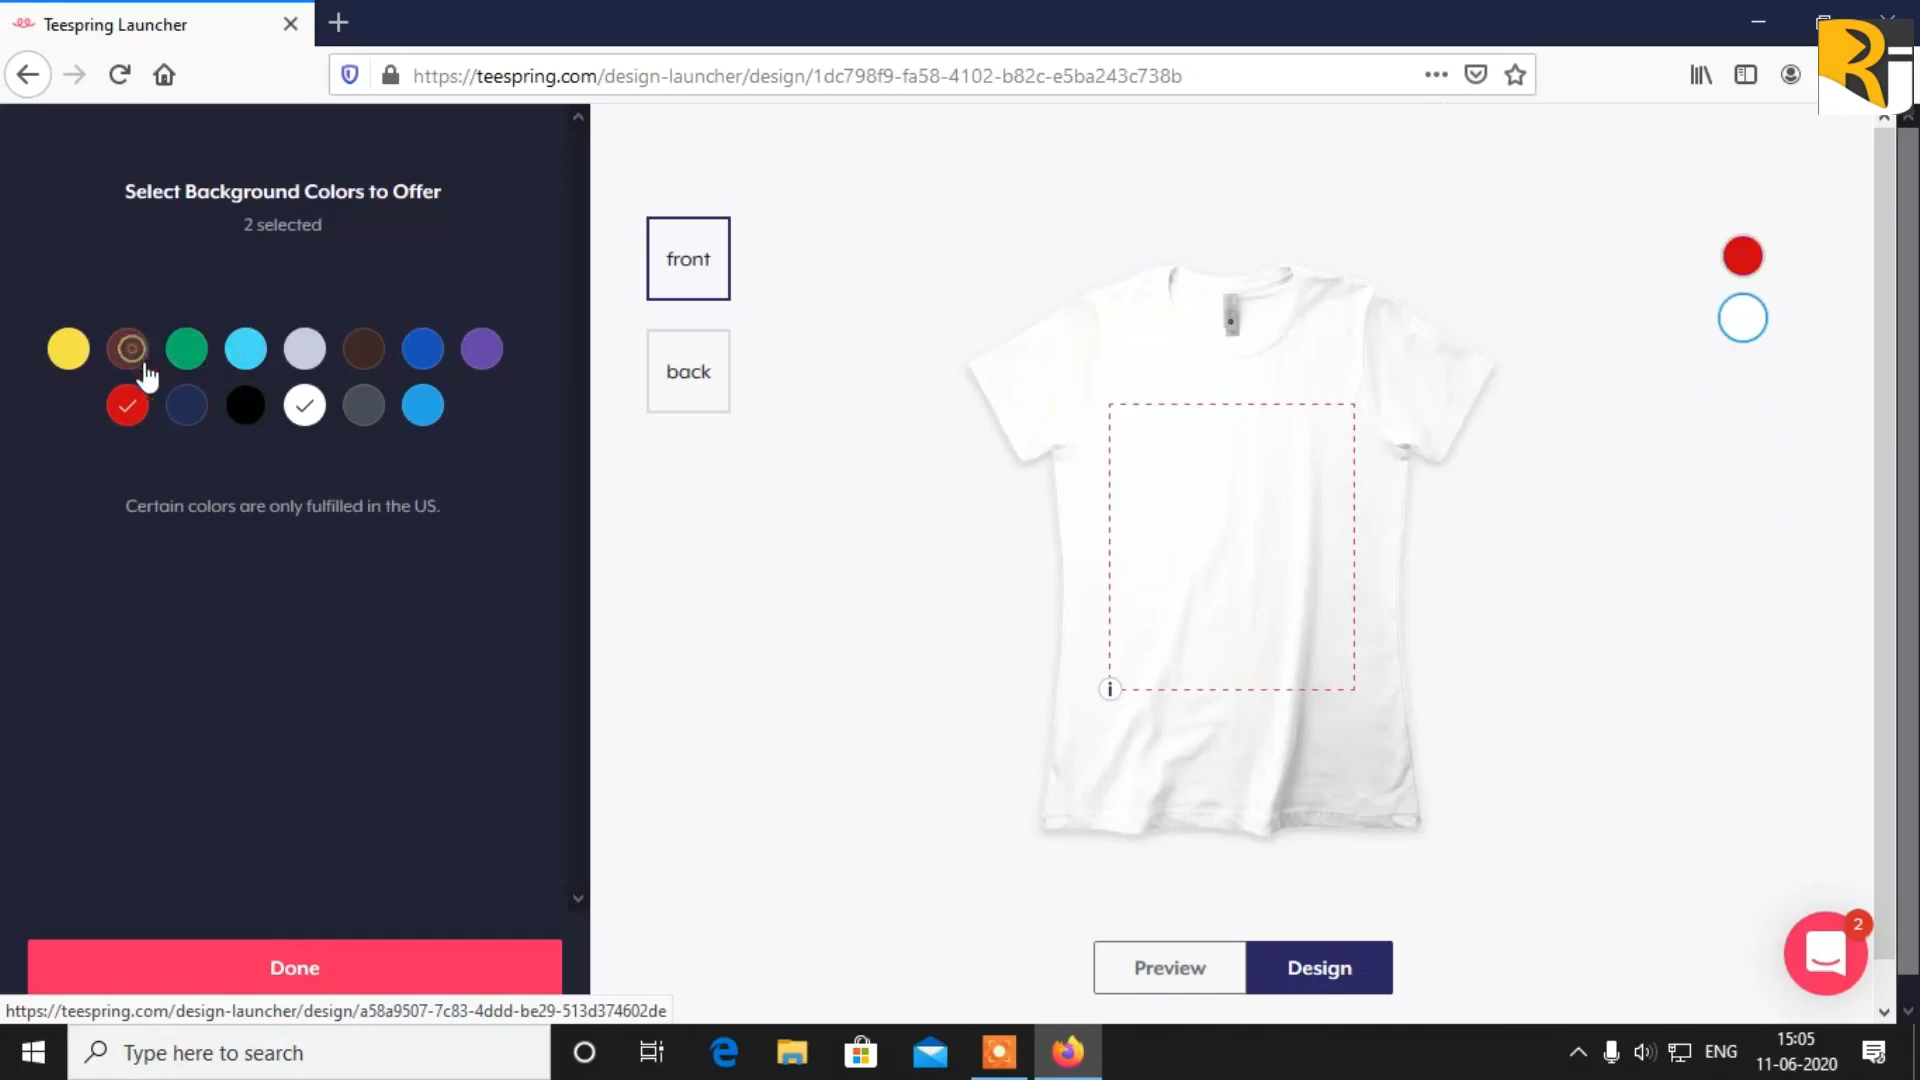 Teespring Launcher
https://teespring.com/design-launcher/design/1dc798f9-fa58-4102-b82c-e5ba243c738b
Select Background Colors to Offer
2 selected
front
back
Certain colors are only fulfilled in the US.
i
2
Done
Preview
Design
https://teespring.com/design-launcher/design/a58a9507-7c83-4ddd-be29-513d374602de
Type here to search
ENG
15:05
11-06-2020